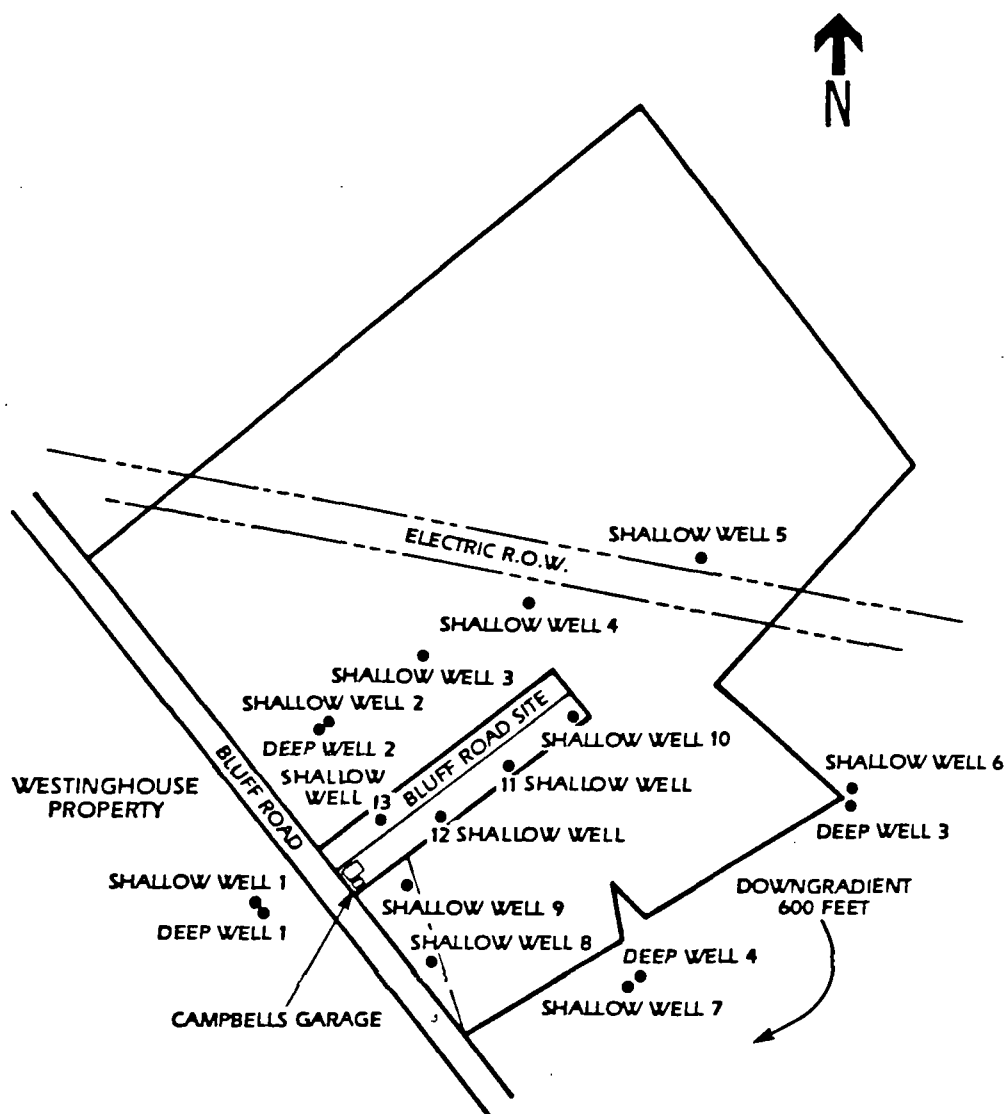 N
SHALLOW WELL 5
ELECTRIC R.O.W.
SHALLOW WELL 4
SHALLOW WELL 3
SHALLOW WELL 2
DEEP WELL 2
BLUFF ROAD SITE
SHALLOW WELL 10
BLUFF ROAD
SHALLOW
WELL
13
11 SHALLOW WELL
WESTINGHOUSE
PROPERTY
SHALLOW WELL 6
DEEP WELL 3
12 SHALLOW WELL
SHALLOW WELL 1
DEEP WELL 1
SHALLOW WELL 9
DOWNGRADIENT
600 FEET
SHALLOW WELL 8
DEEP WELL 4
SHALLOW WELL 7
CAMPBELLS GARAGE